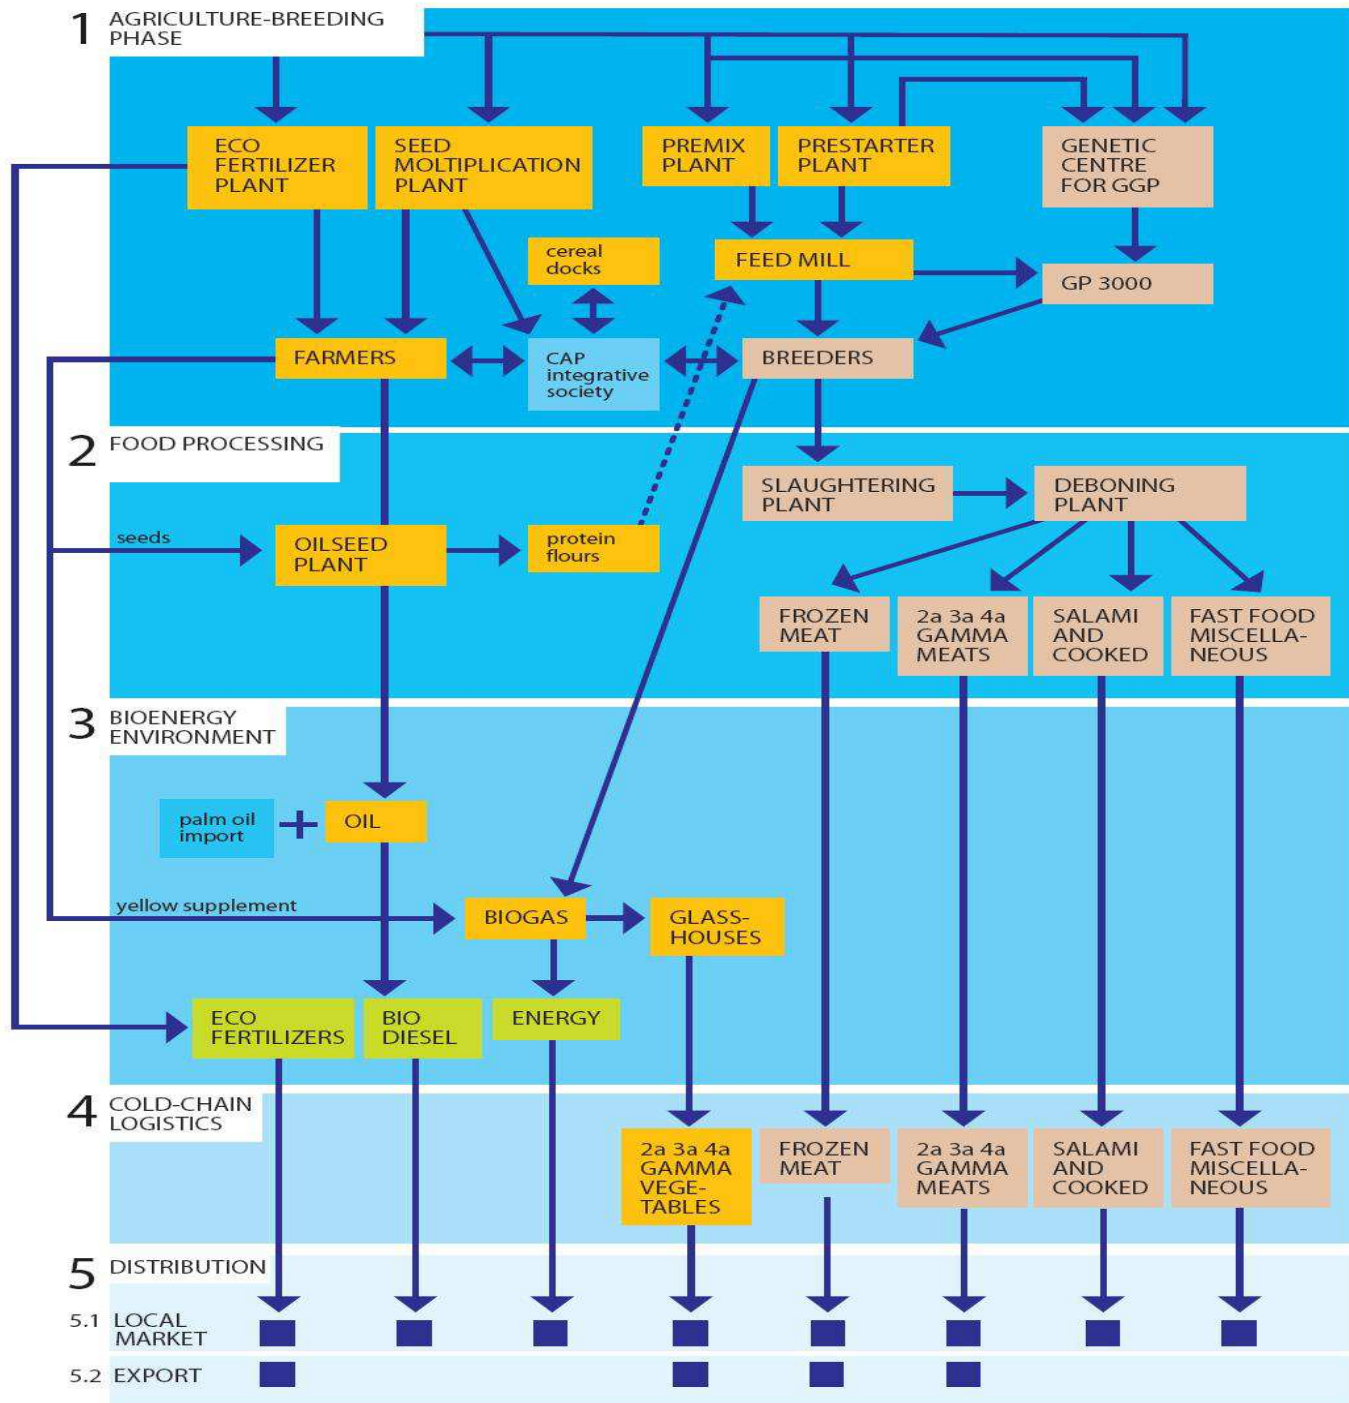 1 AGRICULTURE-BREEDING
PHASE
ECO
FERTILIZER
PLANT
SEED
MOLTIPLICATION
PLANT
PREMIX
PLANT
PRESTARTER
PLANT
GENETIC
CENTRE
FOR GGP
cereal
docks
FEED MILL
GP 3000
FARMERS
CAP
integrative
society
BREEDERS
2 FOOD PROCESSING
SLAUGHTERING
PLANT
DEBONING
PLANT
seeds
OILSEED
PLANT
protein
flours
FROZEN
MEAT
2a 3a 4a
GAMMA
MEATS
SALAMI
AND
COOKED
FAST FOOD
MISCELLA-
NEOUS
3 BIOENERGY
ENVIRONMENT
palm oil
import
OIL
yellow supplement
BIOGAS
GLASS-
HOUSES
ECO
FERTILIZERS
BIO
DIESEL
ENERGY
4 COLD-CHAIN
LOGISTICS
2a 3a 4a
GAMMA
VEGE-
TABLES
FROZEN
MEAT
2a 3a 4a
GAMMA
MEATS
SALAMI
AND
COOKED
FAST FOOD
MISCELLA-
NEOUS
5 DISTRIBUTION
5.1 LOCAL
MARKET
5.2 EXPORT